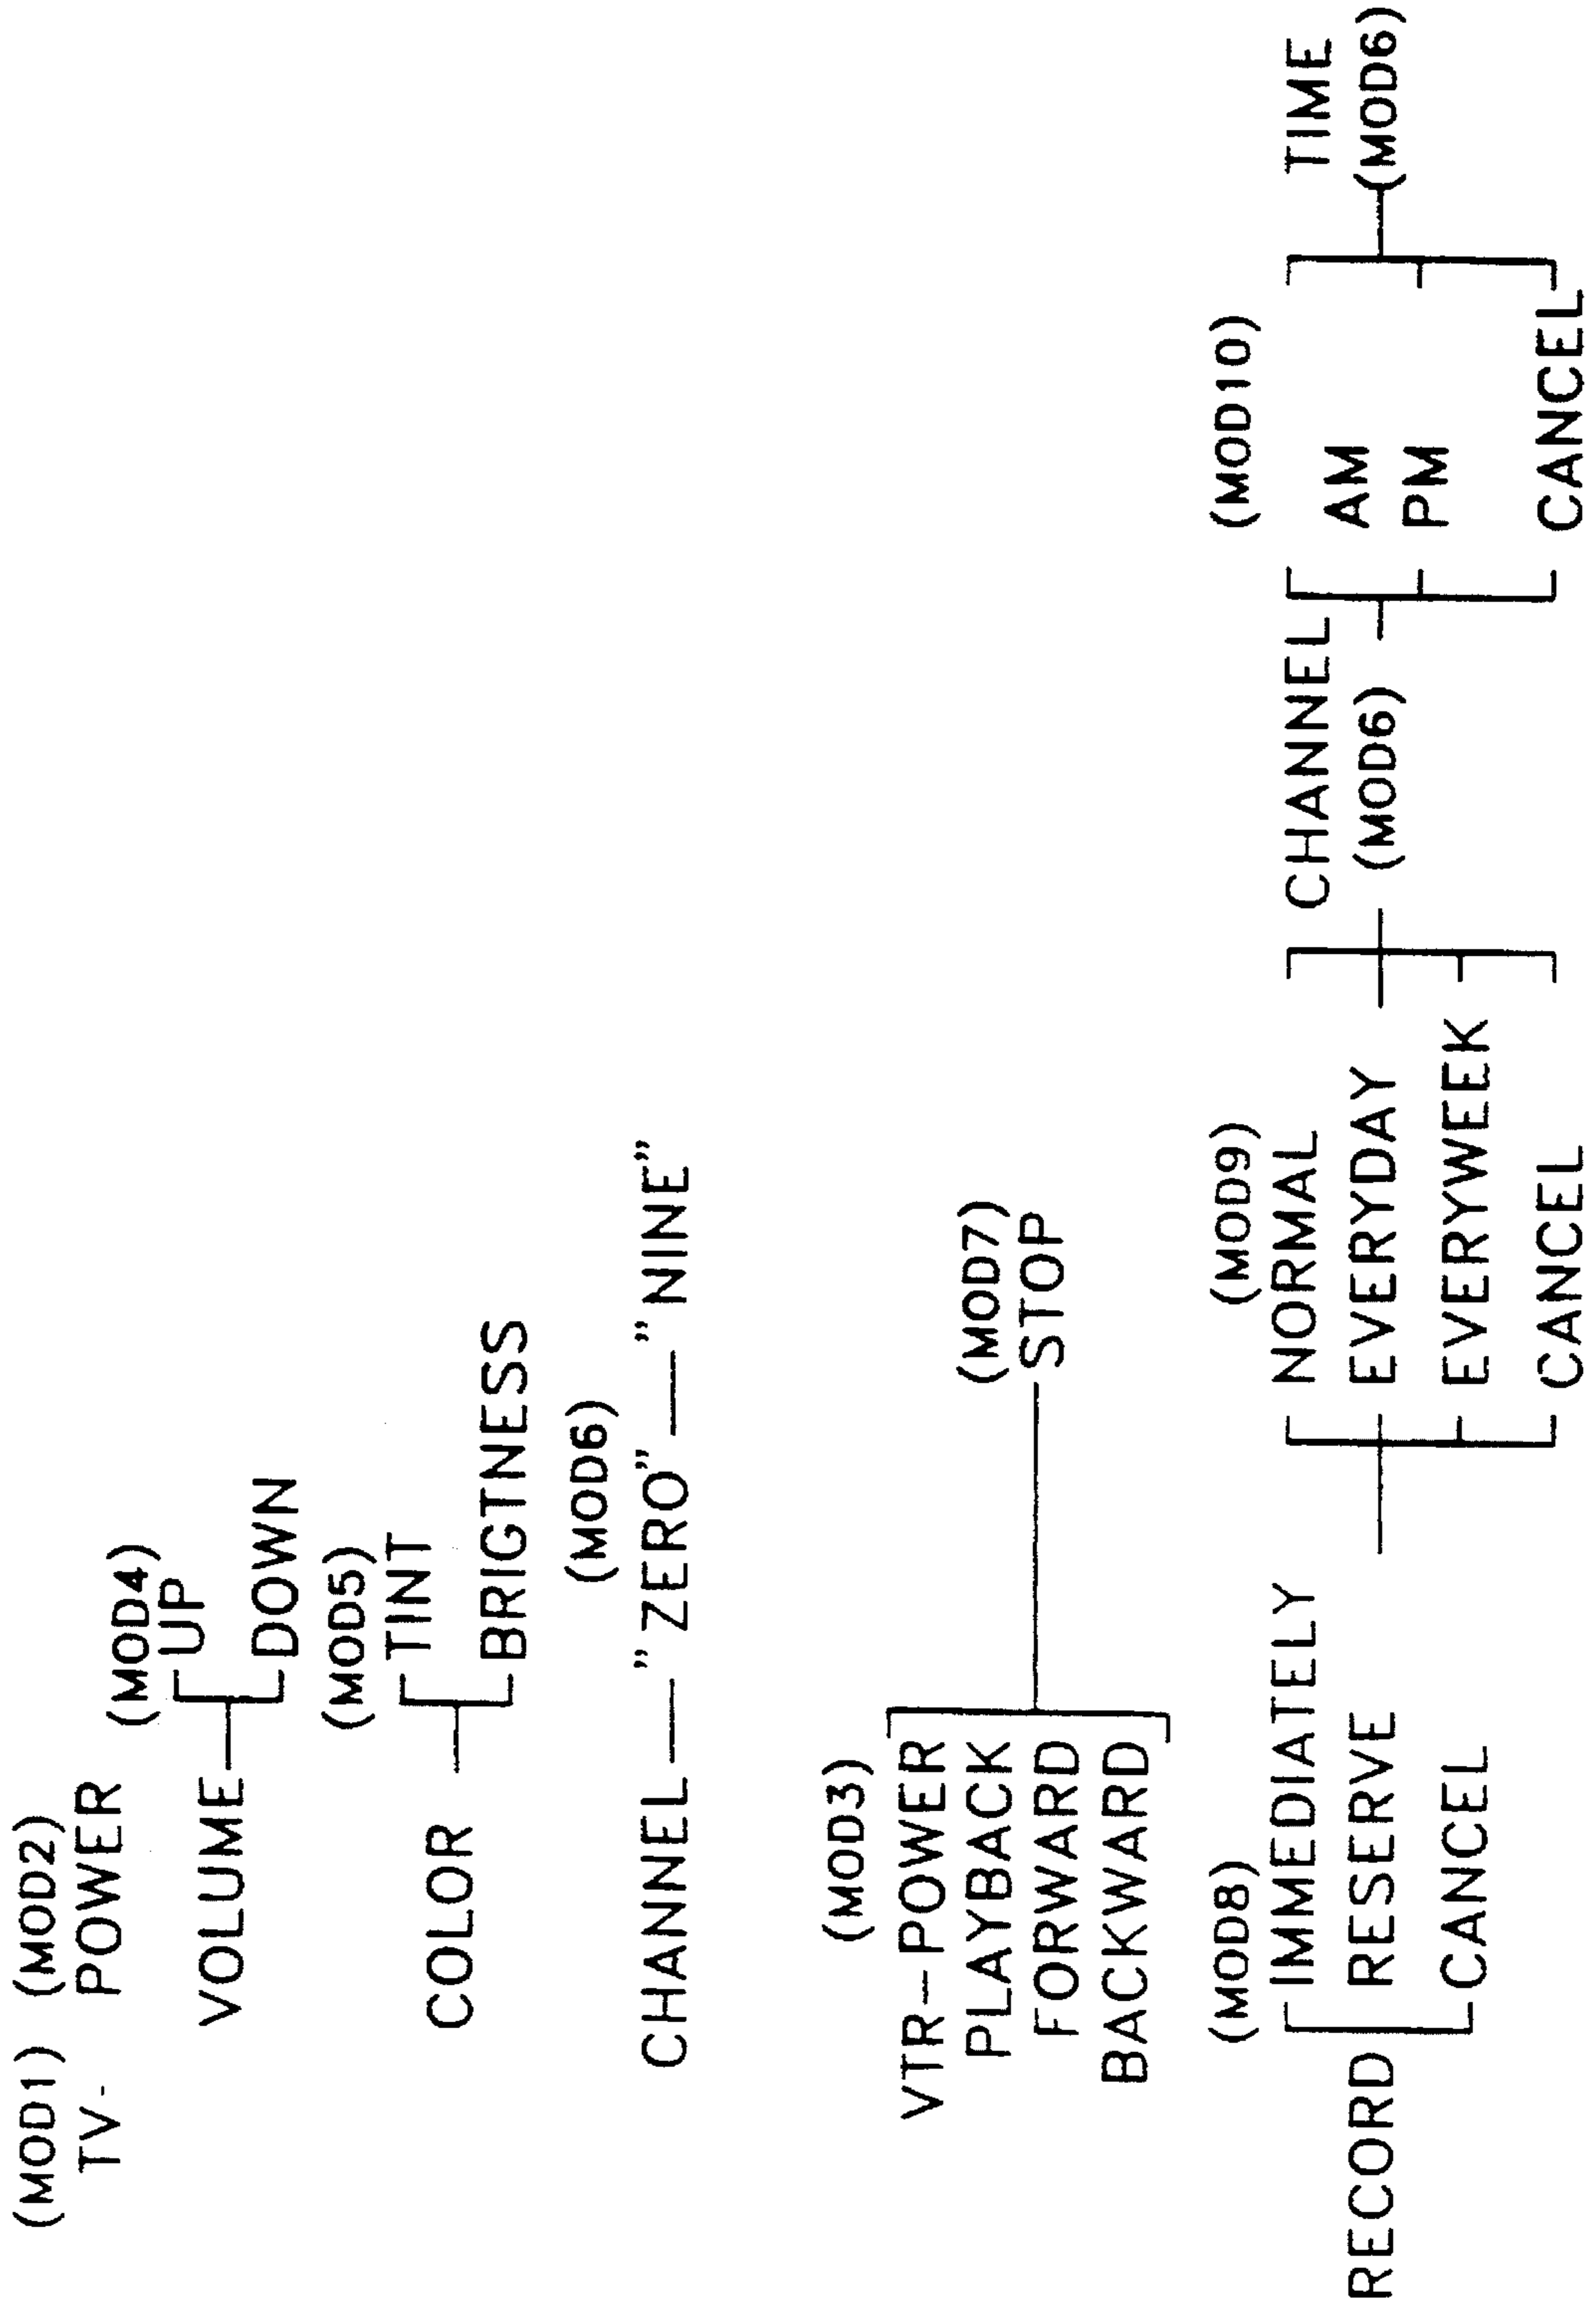 (MOD1) (MOD2)
TV- POWER
(MOD4)
UP
VOLUME
DOWN
(MOD5)
TINT
COLOR
BRIGTNESS
(MOD6)
CHANNEL — "ZERO" — "NINE"
(MOD3)
VTR — POWER
PLAYBACK
FORWARD
BACKWARD
(MOD7)
STOP
(MOD8)
IMMEDIATELY
RECORD RESERVE
CANCEL
(MOD9)
NORMAL
EVERYDAY
EVERYWEEK
CANCEL
CHANNEL
(MOD6)
(MOD10)
AM
PM
CANCEL
TIME
(MOD6)